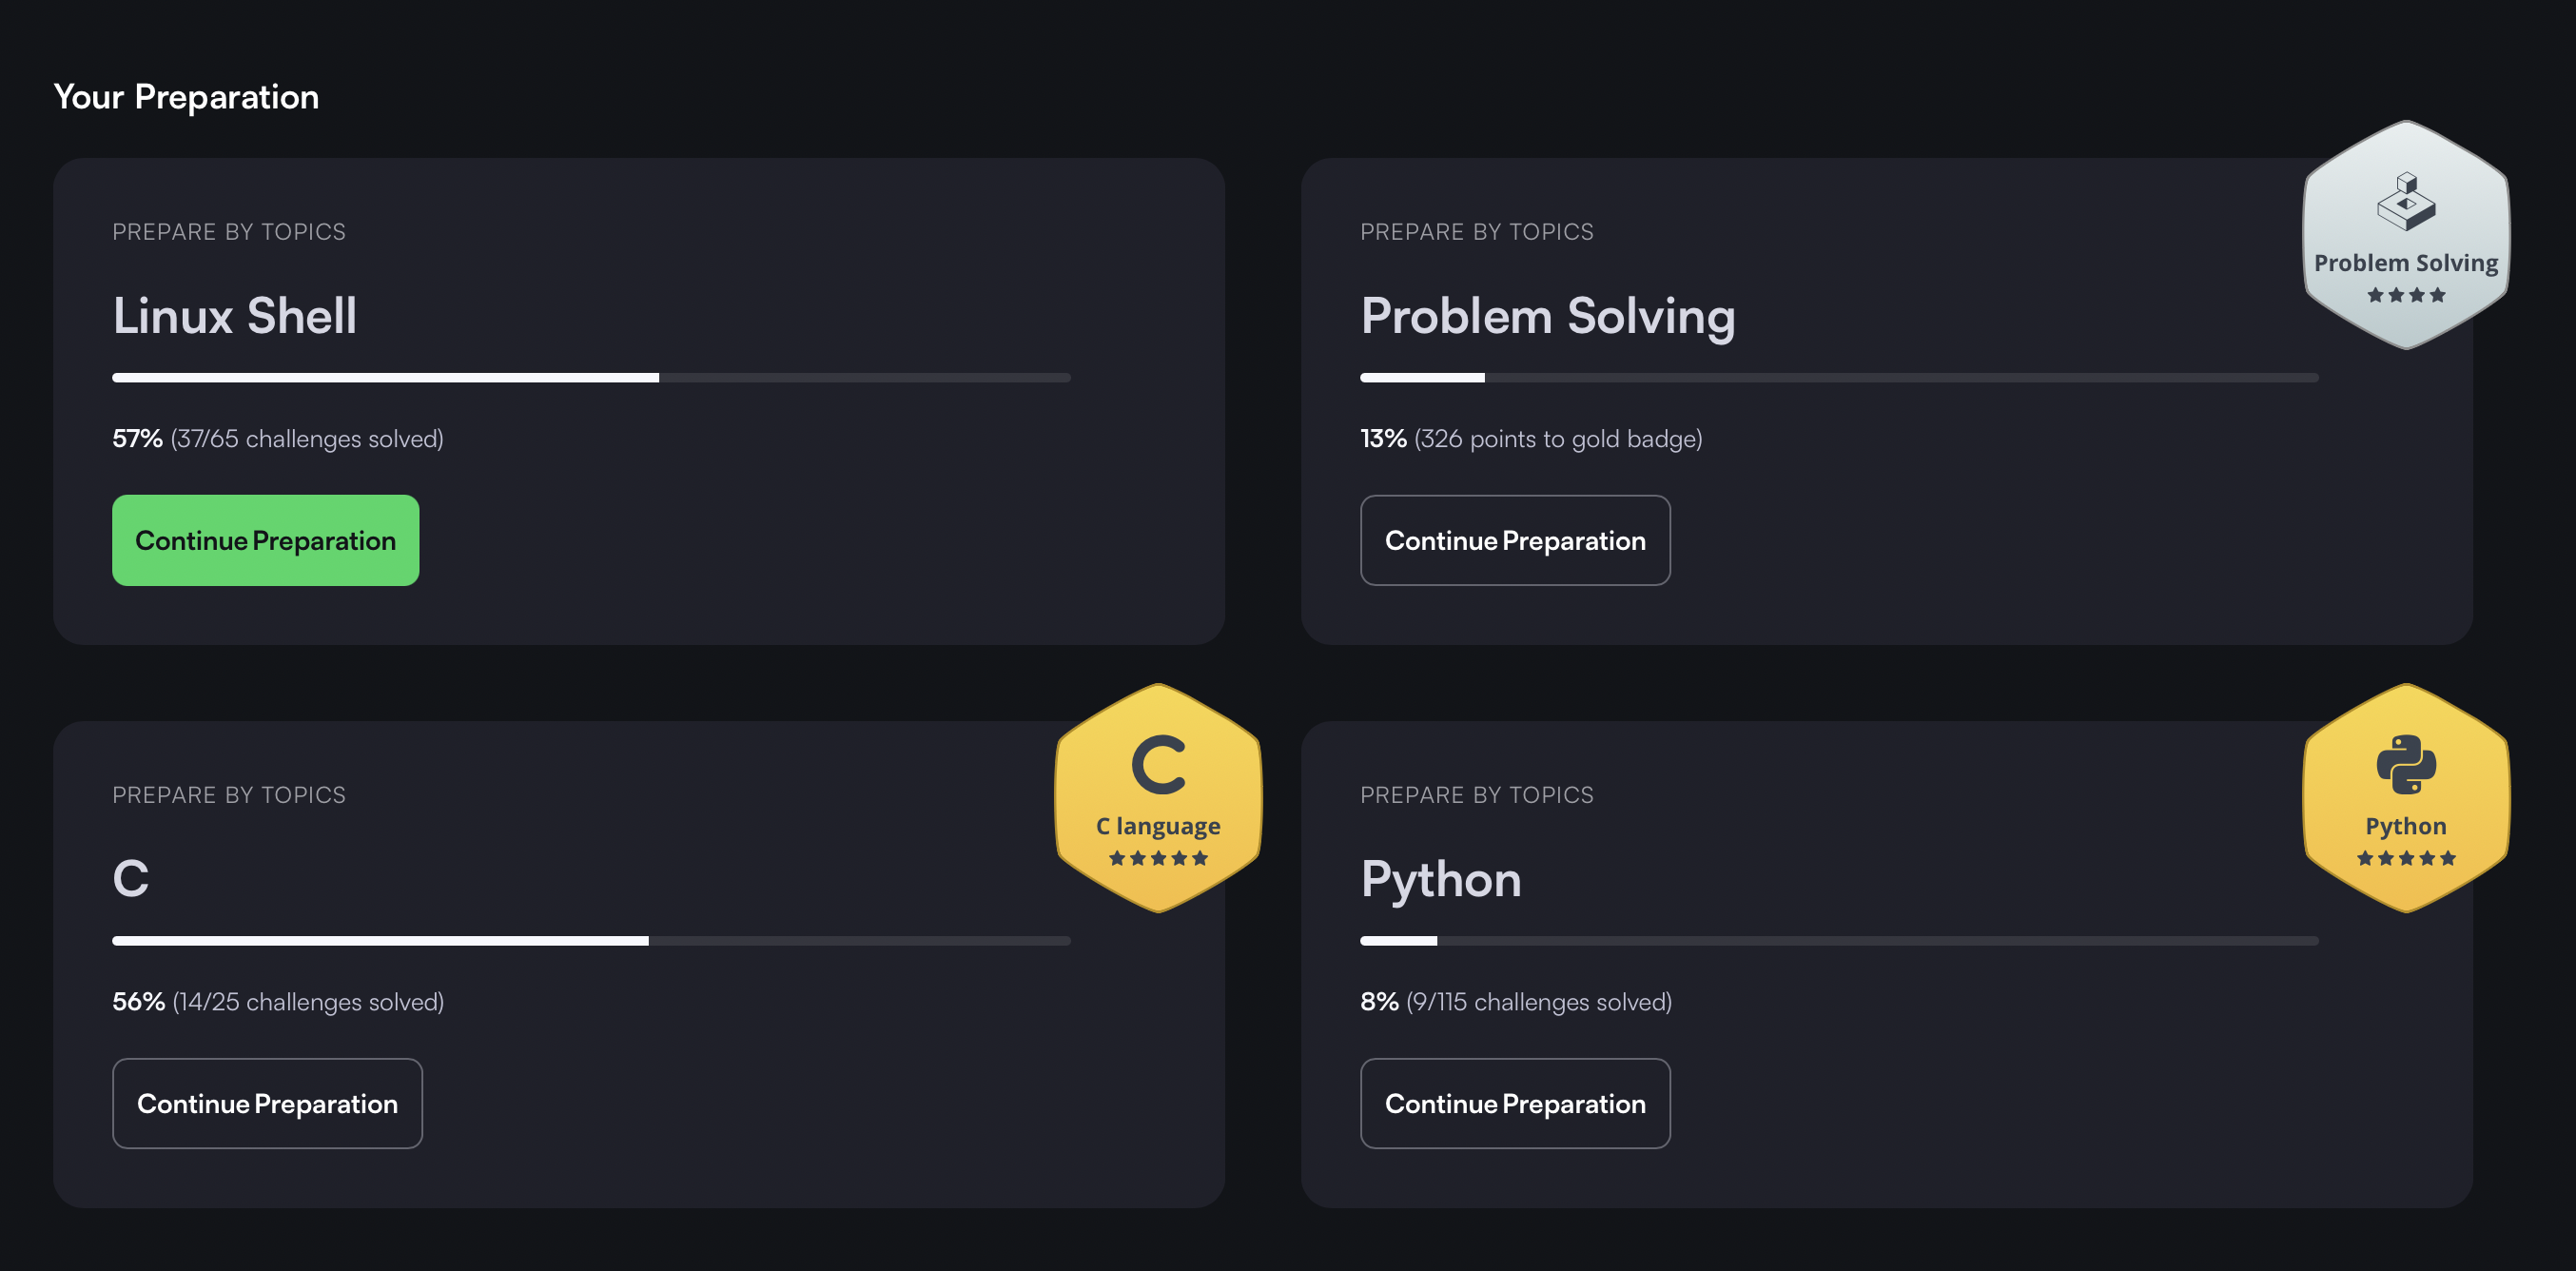 Your Preparation
PREPARE BY TOPICS
Linux Shell
57% (37/65 challenges solved)
Continue Preparation
PREPARE BY TOPICS
Problem Solving
13% (326 points to gold badge)
Continue Preparation
Problem Solving
PREPARE BY TOPICS
C
56% (14/25 challenges solved)
Continue Preparation
C
C language
PREPARE BY TOPICS
Python
8% (9/115 challenges solved)
Continue Preparation
Python